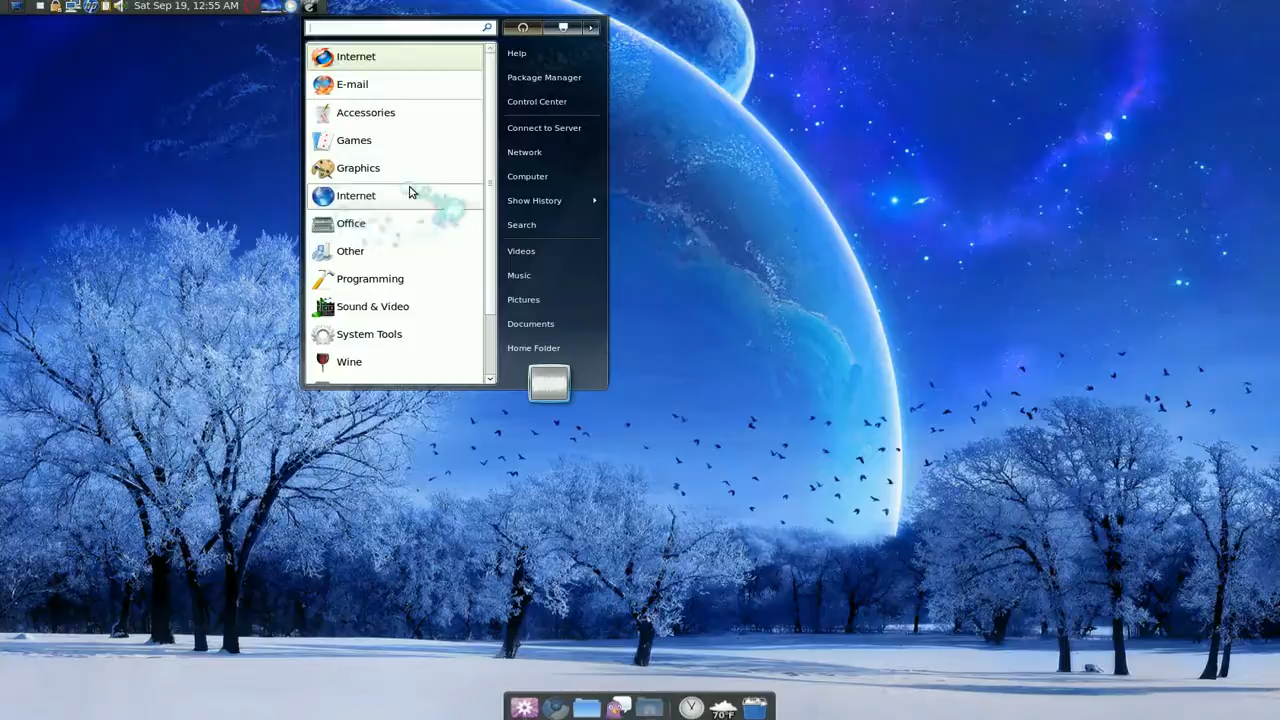 Sat Sep 19, 12:55 AM
Internet
E-mail
Accessories
Games
Graphics
Internet
Office
Other
Programming
Sound & Video
System Tools
Wine
Help
Package Manager
Control Center
Connect to Server
Network
Computer
Show History
Search
Videos
Music
Pictures
Documents
Home Folder
70°F